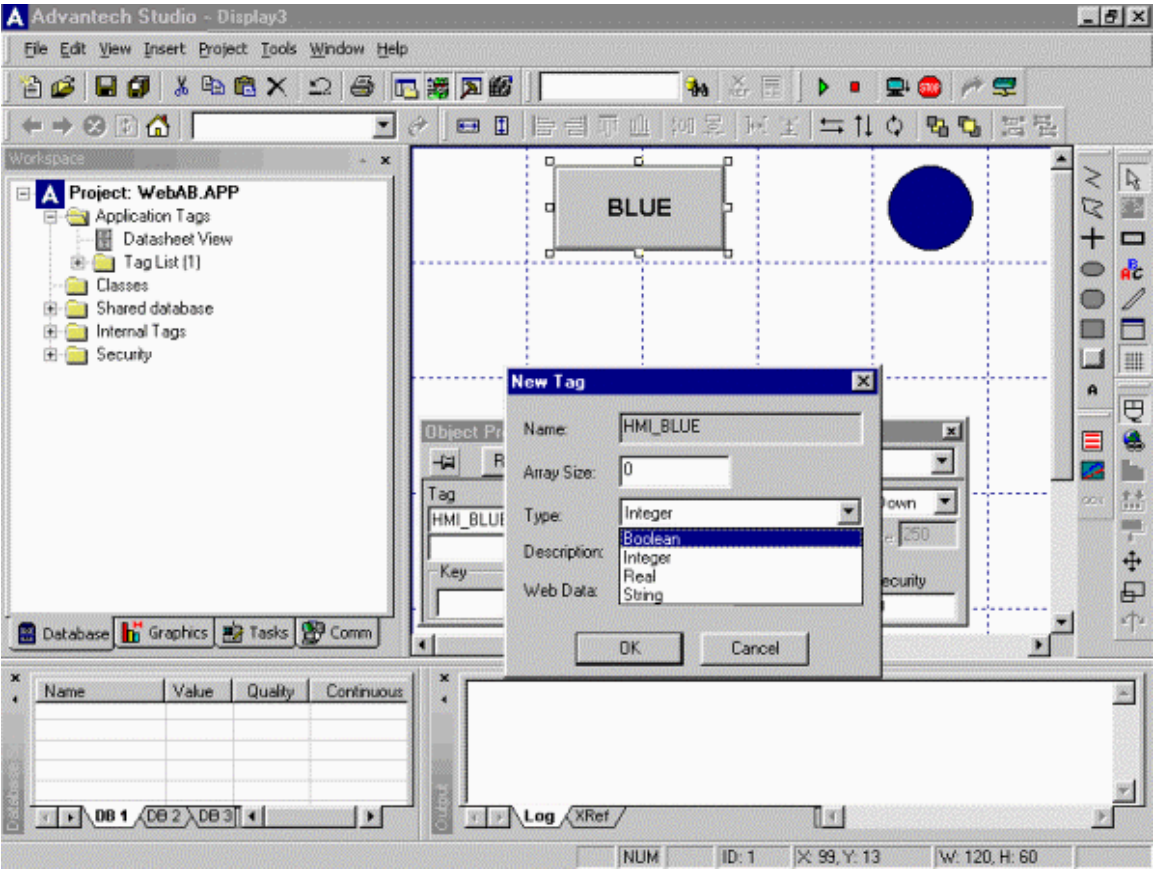 Advantech Studio - Display3
File Edit View Insert Project Tools Window Help
STOP
Workspace
Project: WebAB.APP
Application Tags
Datasheet View
Tag List (1)
Classes
Shared database
Internal Tags
Security
Database Graphics Tasks Comm
BLUE
Object Pr
R
Tag
HMI_BLUE
Key
own
250
ecurity
New Tag
Name: HMI_BLUE
Array Size: 0
Type: Integer
Boolean
Description:
Integer
Real
Web Data:
String
OK Cancel
Name Value Quality Continuous
DB 1 DB 2 DB 3
Output
Log XRef
NUM ID: 1 X: 99, Y: 13 W: 120, H: 60